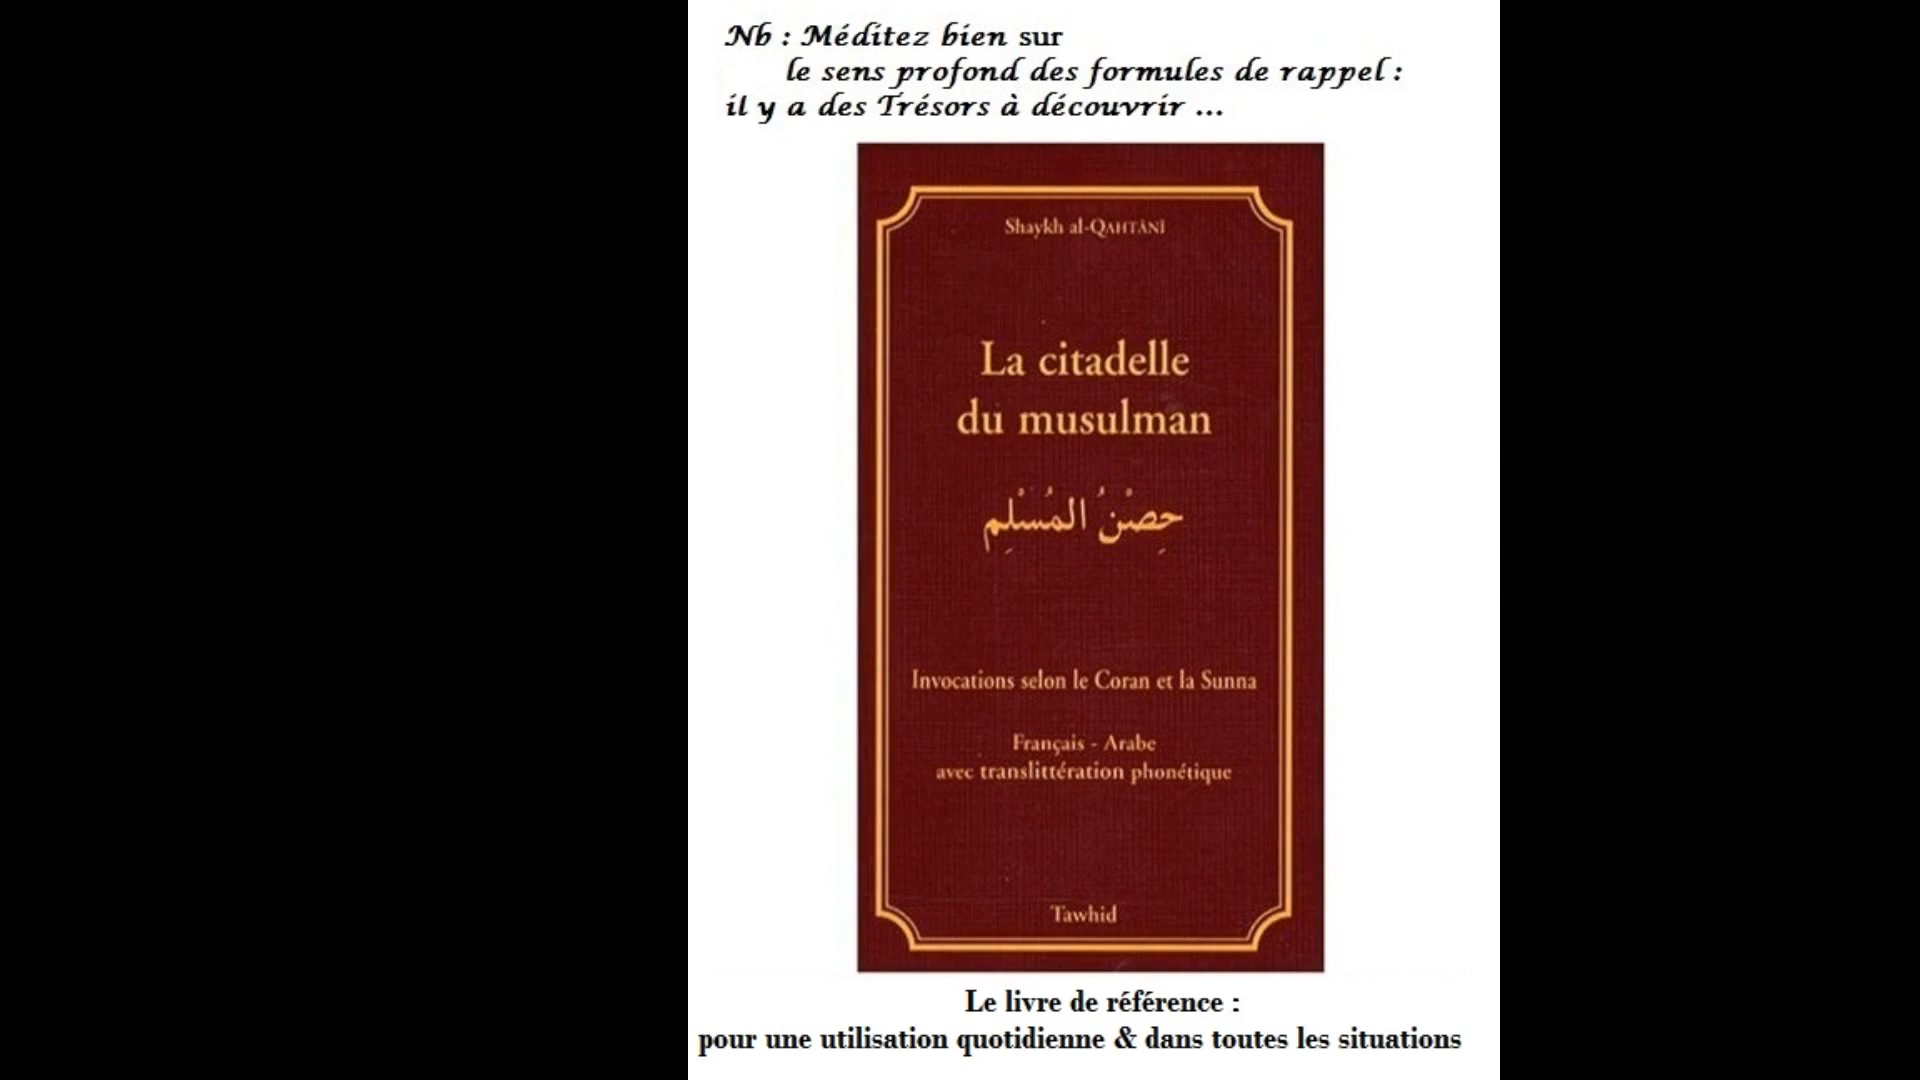 Nb : Méditez bien sur
le sens profond des formules de rappel :
il y a des Trésors à découvrir ...
Shaykh al-QAHTÂNÎ
La citadelle
du musulman
حِصْنُ المُسْلِم
Invocations selon le Coran et la Sunna
Français - Arabe
avec translittération phonétique
Tawhid
Le livre de référence :
pour une utilisation quotidienne & dans toutes les situations